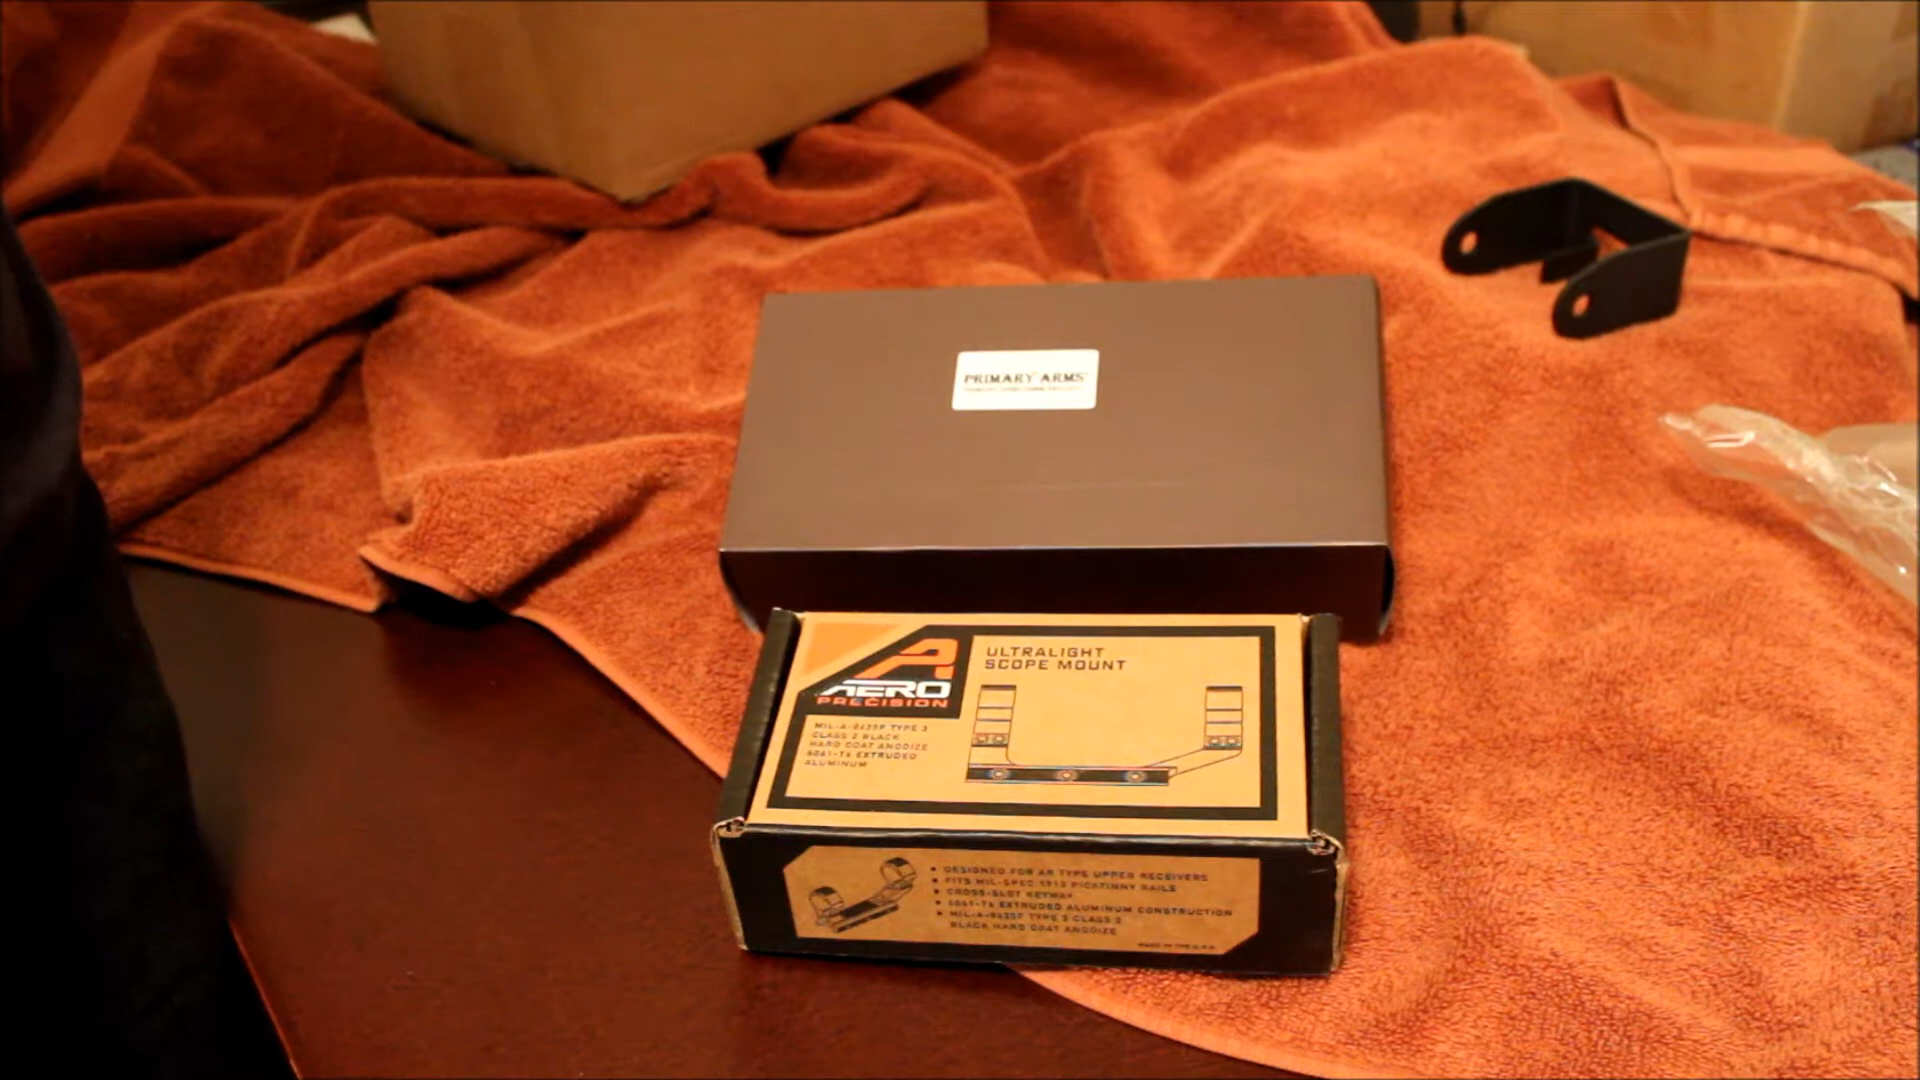 PRIMARY ARMS
AERO
PRECISION
ULTRALIGHT
SCOPE MOUNT
MIL-A-8625F TYPE 3
CLASS 2 BLACK
HARD COAT ANODIZE
6061-T6 EXTRUDED
ALUMINUM
• DESIGNED FOR AR TYPE UPPER RECEIVERS
• FITS MIL-SPEC 1913 PICATINNY RAILS
• CROSS-SLOT KEYWAY
• 6061-T6 EXTRUDED ALUMINUM CONSTRUCTION
• MIL-A-8625F TYPE 3 CLASS 2
BLACK HARD COAT ANODIZE
MADE IN THE U.S.A.